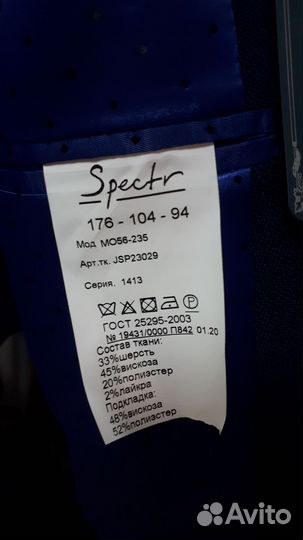 Spectr
176 - 104 - 94
Мод МО56-235
Арт.тк. JSP23029
Серия. 1413
P
ГОСТ 25295-2003
№ 19431/0000 П842 01.20
Состав ткани:
33%шерсть
45%вискоза
20%полиэстер
2%лайкра
Подкладка:
48%вискоза
52%полиэстер
Avito